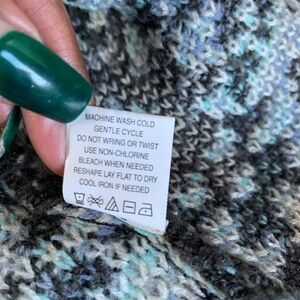 MACHINE WASH COLD
GENTLE CYCLE
DO NOT WRING OR TWIST
USE NON-CHLORINE
BLEACH WHEN NEEDED
RESHAPE LAY FLAT TO DRY
COOL IRON IF NEEDED